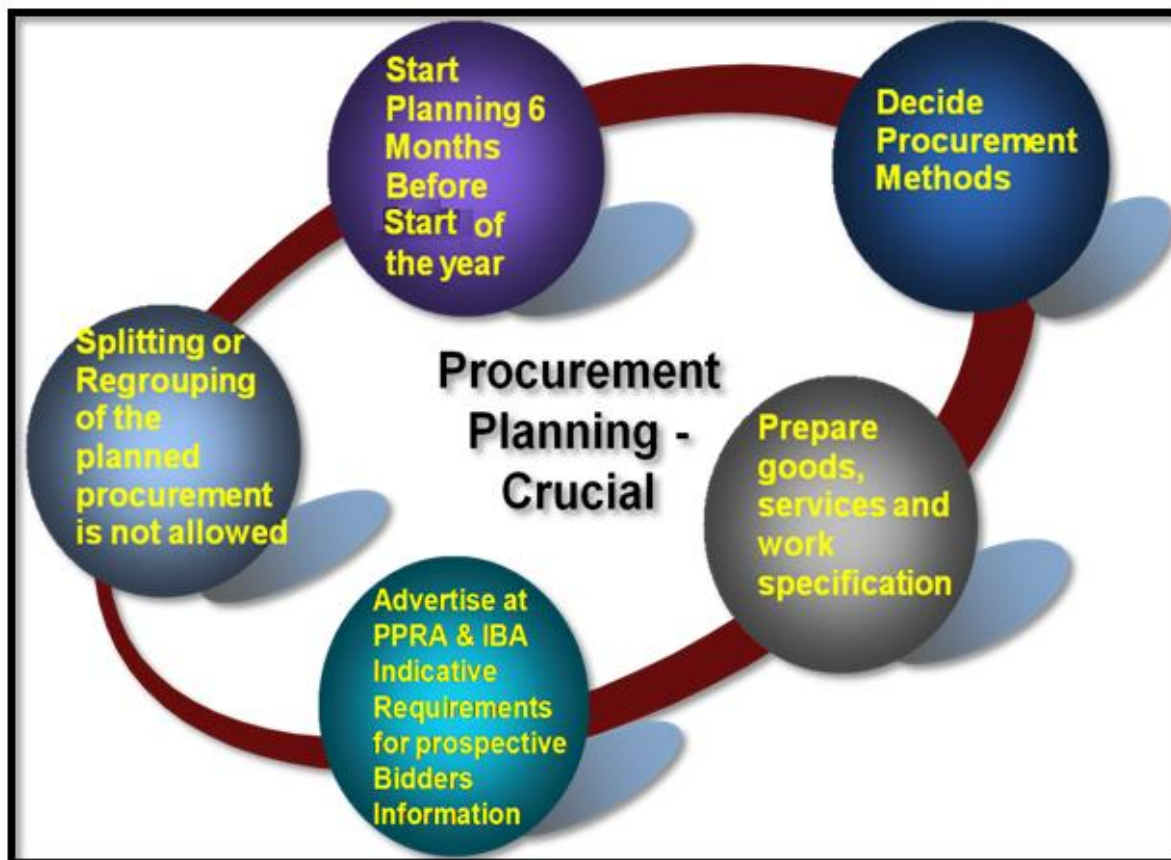 Start
Planning 6
Months
Before
Start of
the year
Decide
Procurement
Methods
Prepare
goods,
services and
work
specification
Advertise at
PPRA & IBA
Indicative
Requirements
for prospective
Bidders
Information
Splitting or
Regrouping
of the
planned
procurement
is not allowed
Procurement
Planning -
Crucial